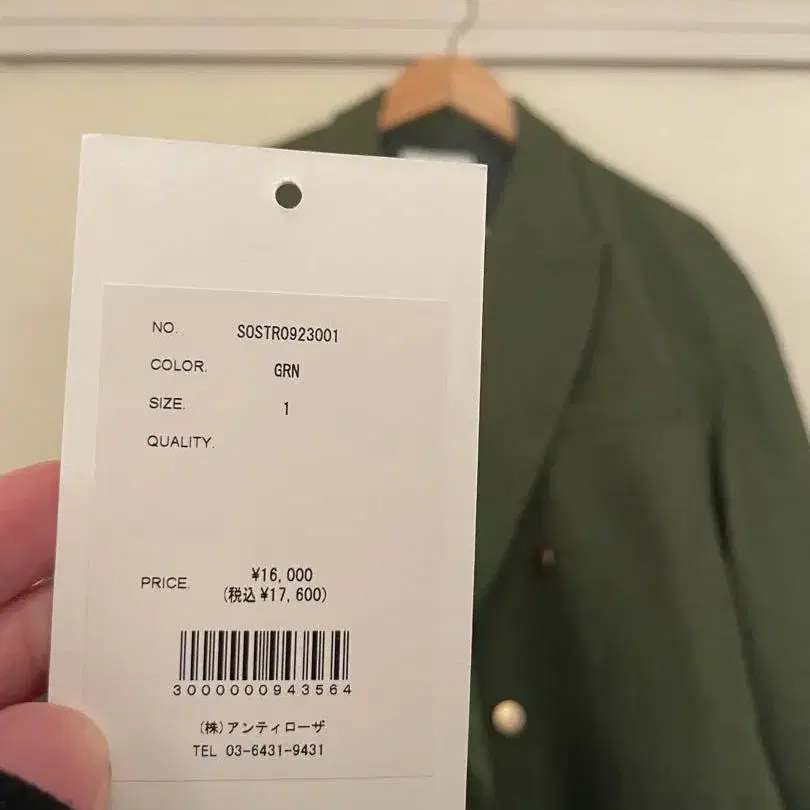 NO. SOSTR0923001
COLOR. GRN
SIZE. 1
QUALITY.
PRICE. ¥16,000
(税込¥17,600)
3000000943564
(株)アンティローザ
TEL 03-6431-9431